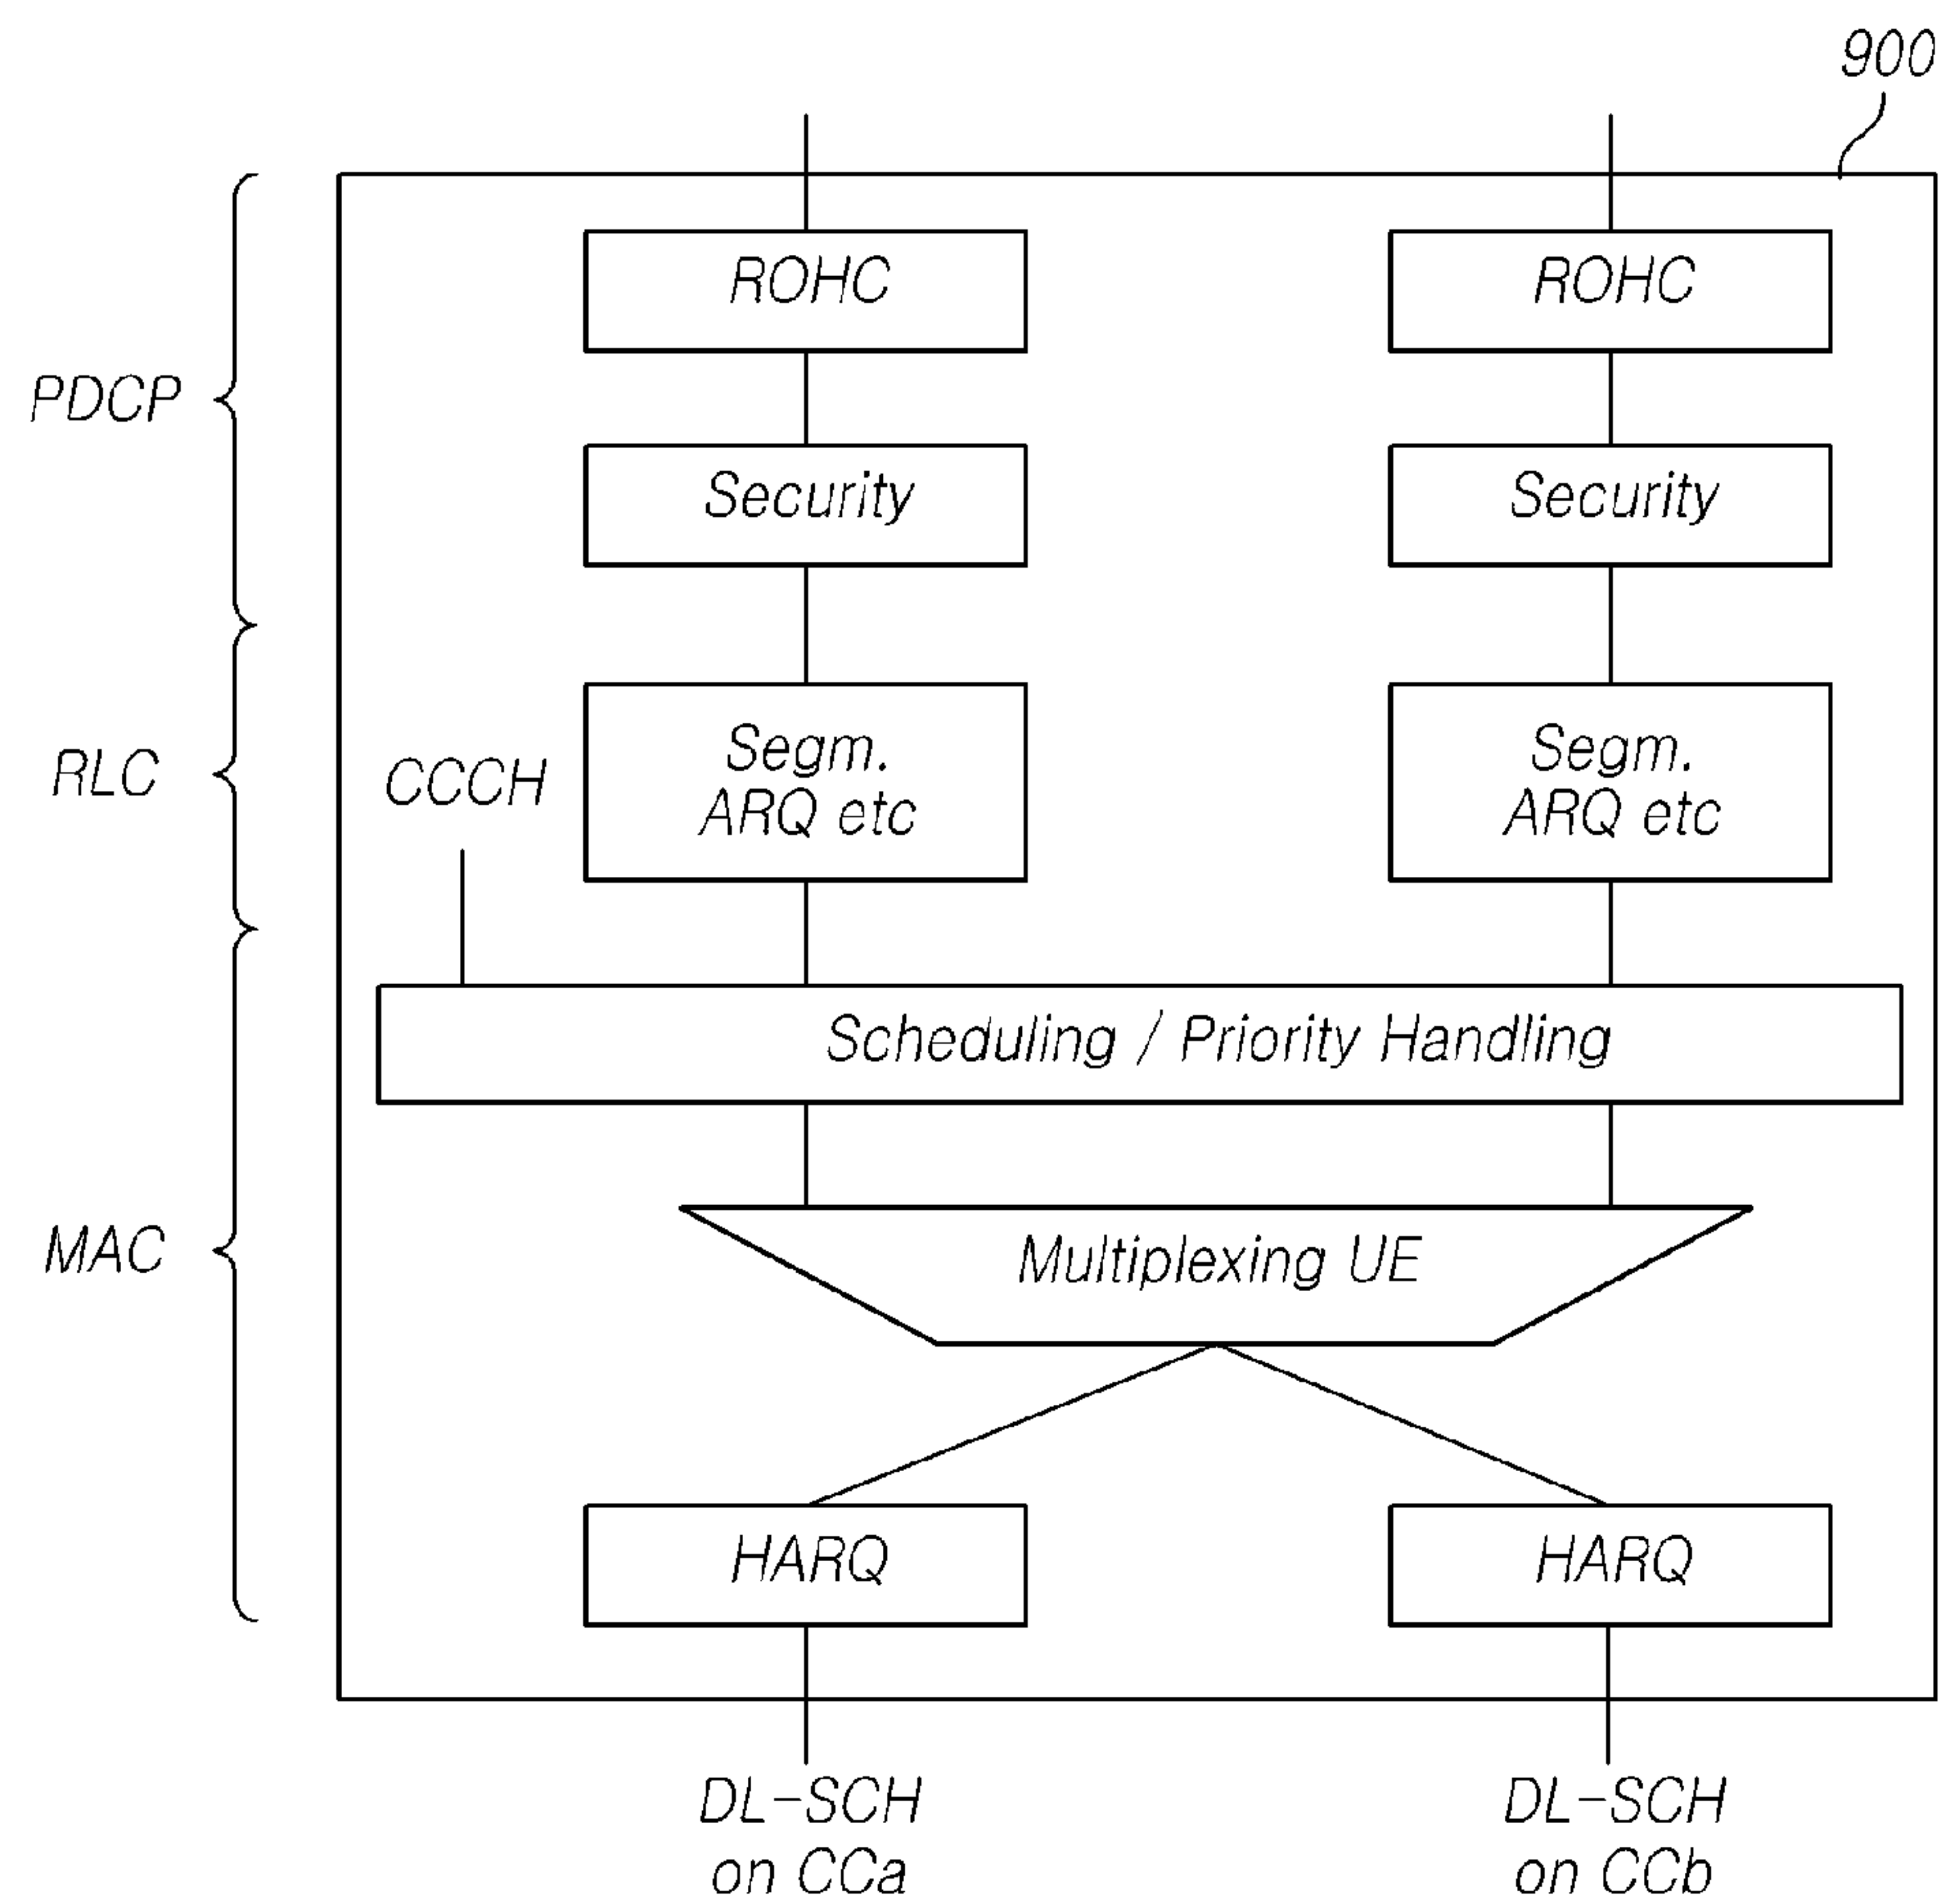 900
ROHC
ROHC
PDCP
Security
Security
RLC
CCCH
Segm.
ARQ etc
Segm.
ARQ etc
Scheduling / Priority Handling
MAC
Multiplexing UE
HARQ
HARQ
DL-SCH
on CCa
DL-SCH
on CCb